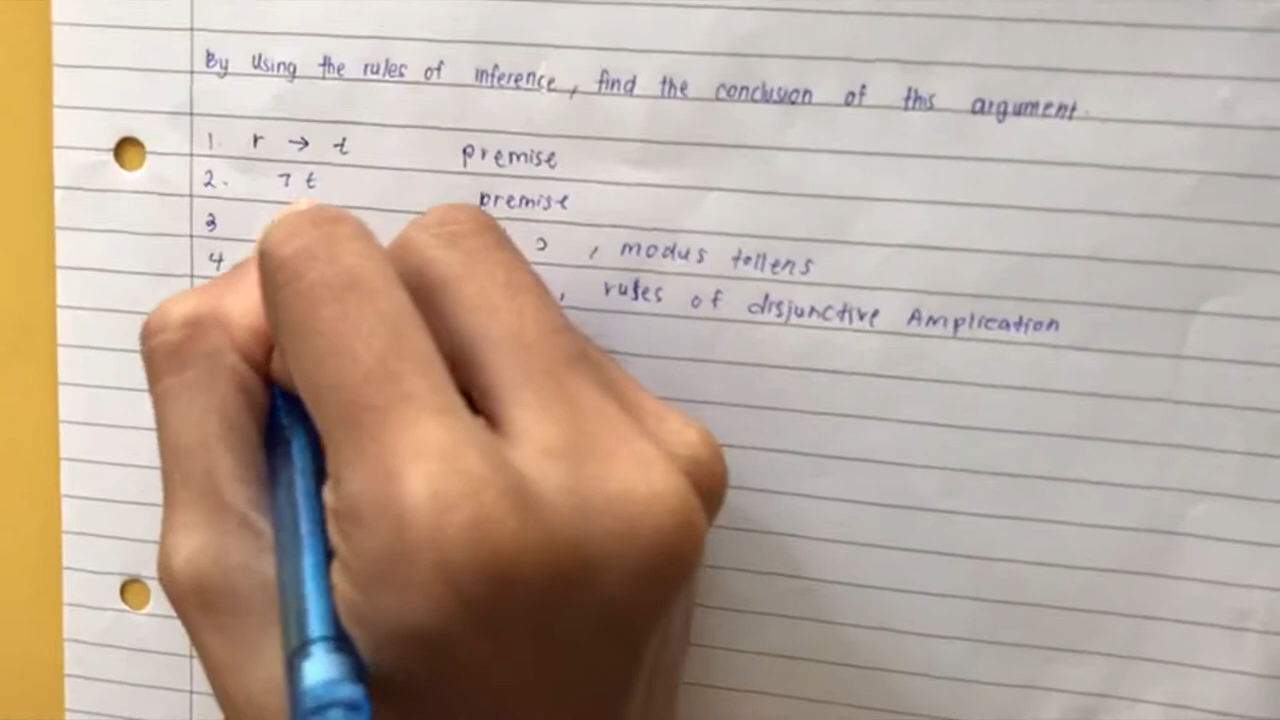 By using the rules of inference, find the conclusion of this argument.
1. r → t premise
2. ¬ t premise
3 , modus tollens
4 , rules of disjunctive Amplication